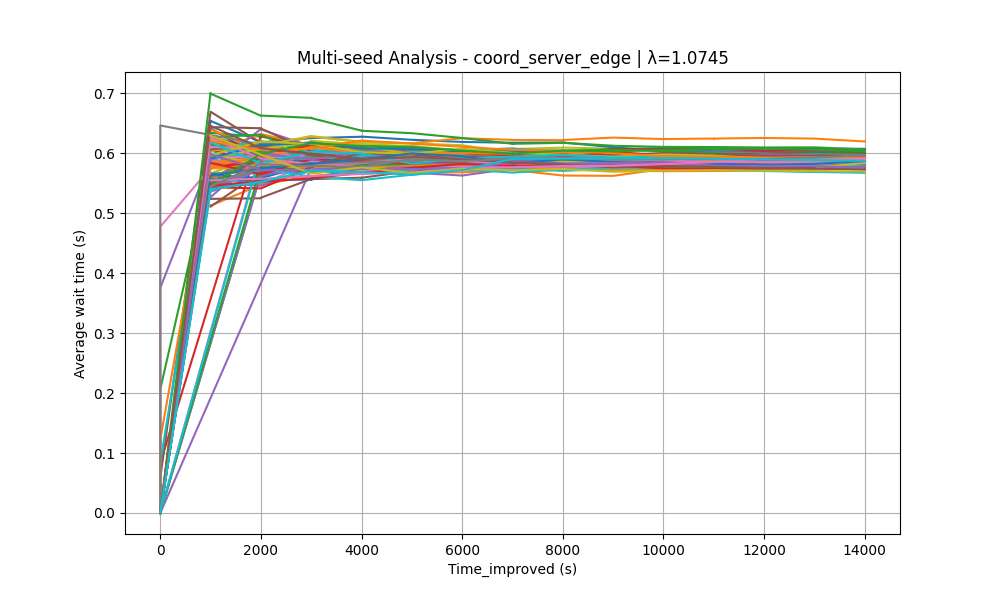 Multi-seed Analysis - coord_server_edge | λ=1.0745
Average wait time (s)
0.7
0.6
0.5
0.4
0.3
0.2
0.1
0.0
0 2000 4000 6000 8000 10000 12000 14000
Time_improved (s)